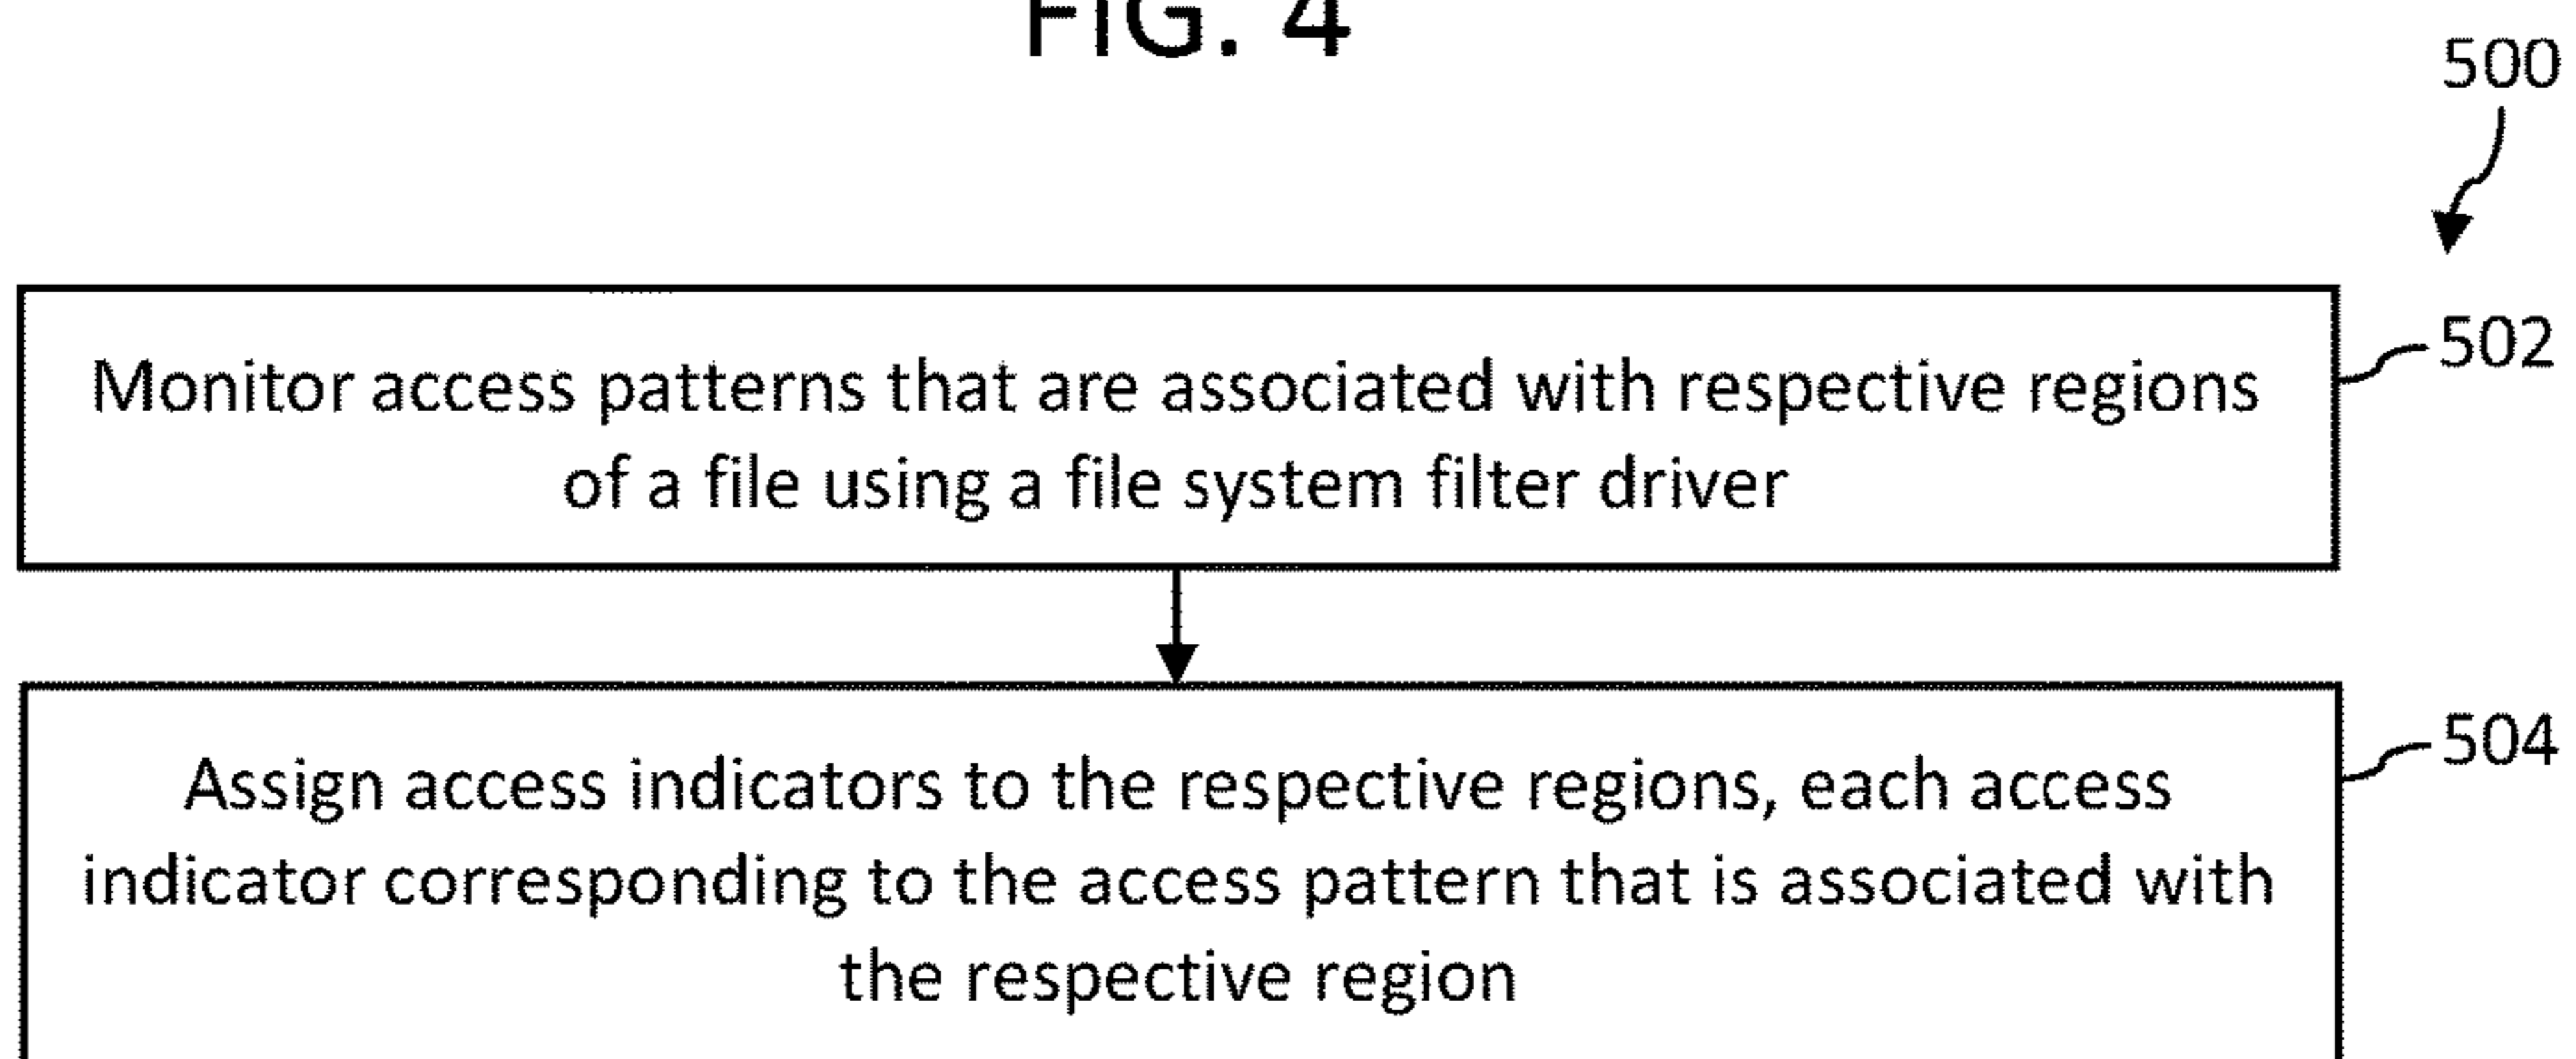 FIG. 4
500
Monitor access patterns that are associated with respective regions
of a file using a file system filter driver
502
Assign access indicators to the respective regions, each access
indicator corresponding to the access pattern that is associated with
the respective region
504